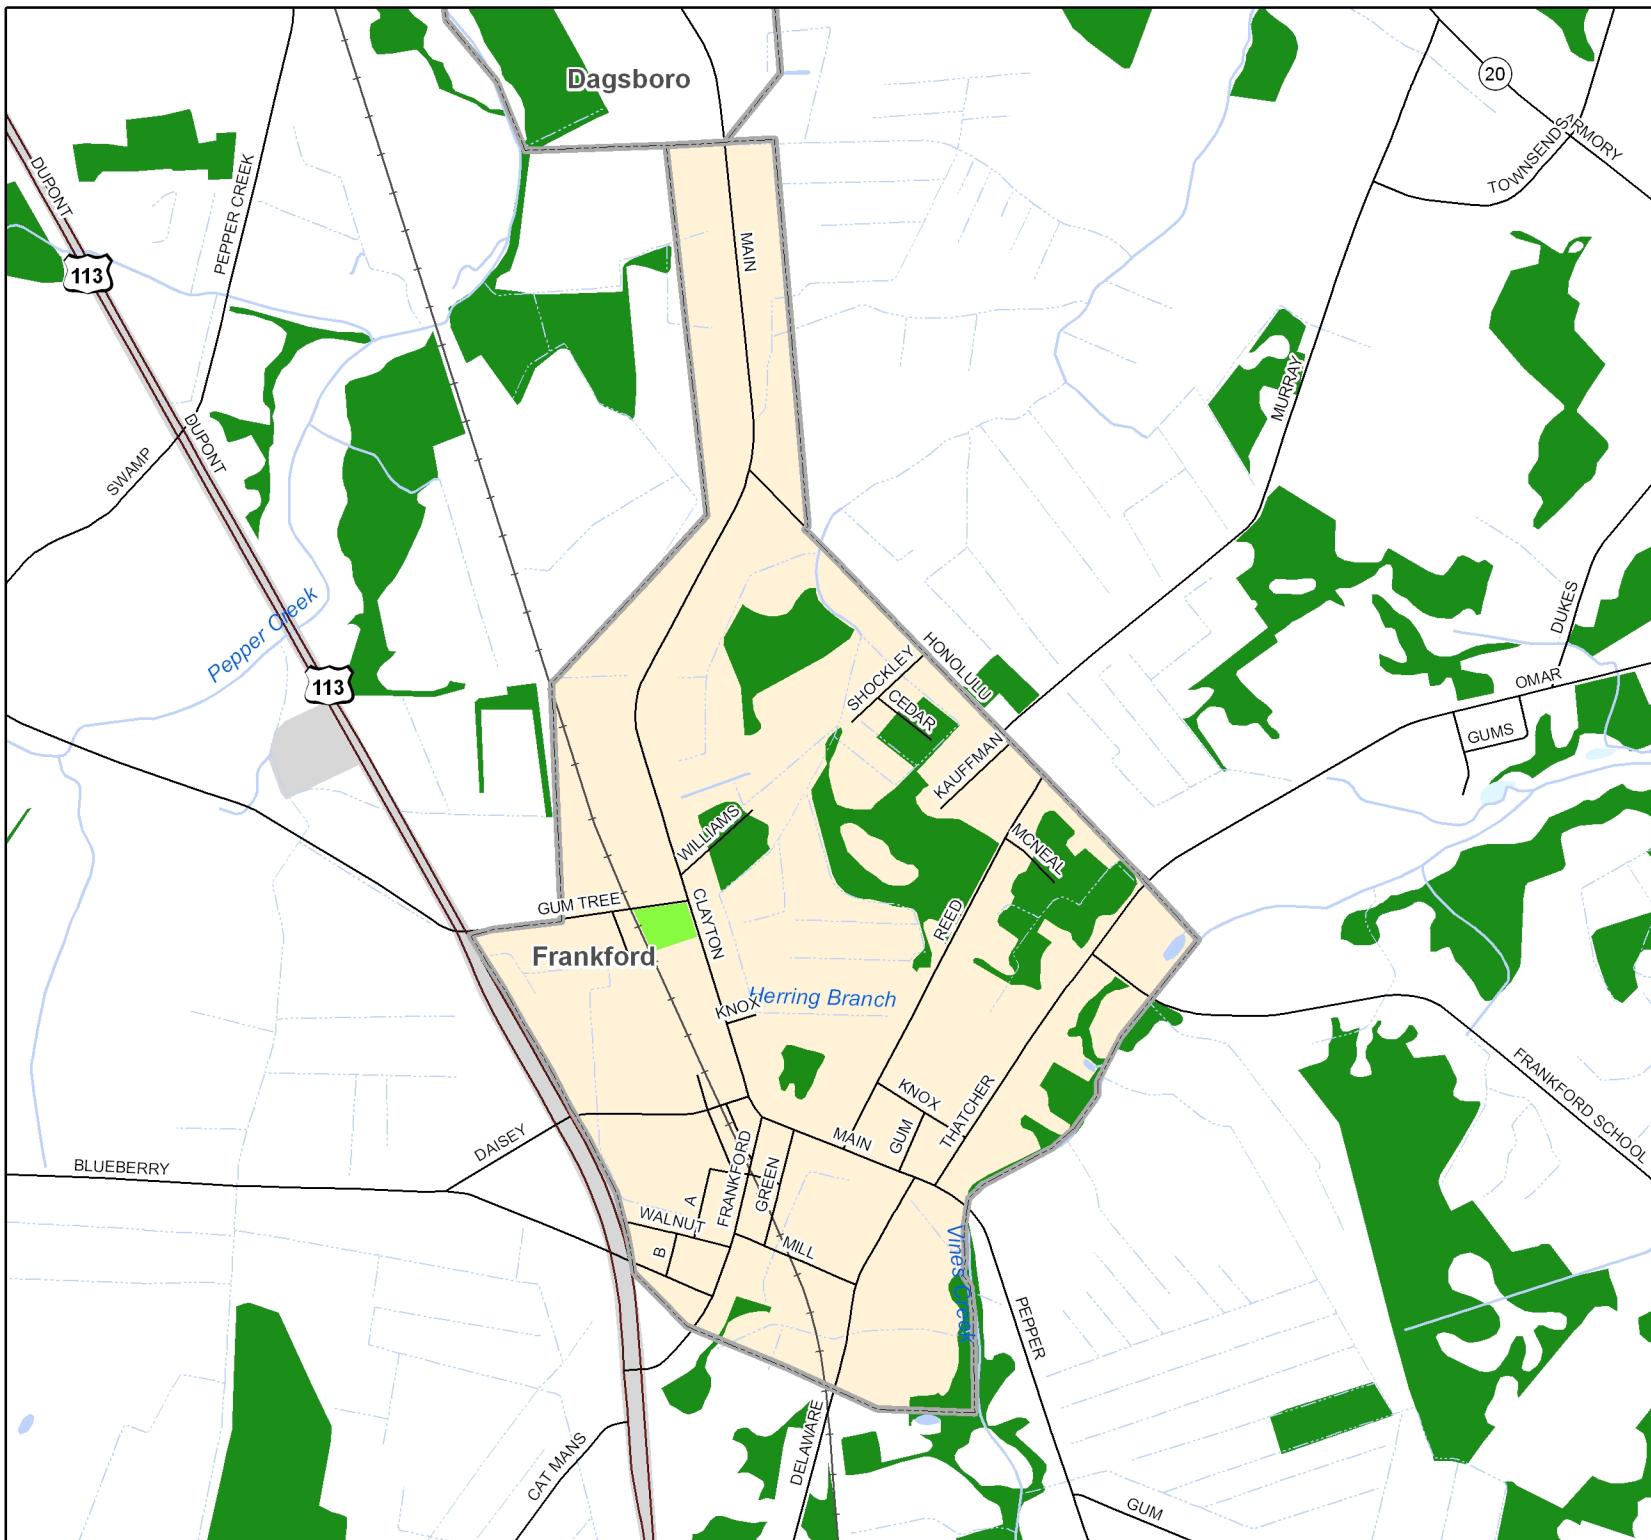 Dagsboro
20
ARMORY
TOWNSENDS
DUPONT
PEPPER CREEK
MAIN
113
MURRAY
DUPONT
SWAMP
Pepper Creek
DUKES
HONOLULU
SHOCKLEY
CEDAR
OMAR
113
GUMS
KAUFFMAN
WILLIAMS
MCNEAL
GUM TREE
CLAYTON
REED
Frankford
Herring Branch
KNOX
FRANKFORD SCHOOL
KNOX
THATCHER
GUM
MAIN
DAISEY
BLUEBERRY
FRANKFORD
GREEN
A
WALNUT
B
MILL
Vines Creek
PEPPER
DELAWARE
CAT MANS
GUM